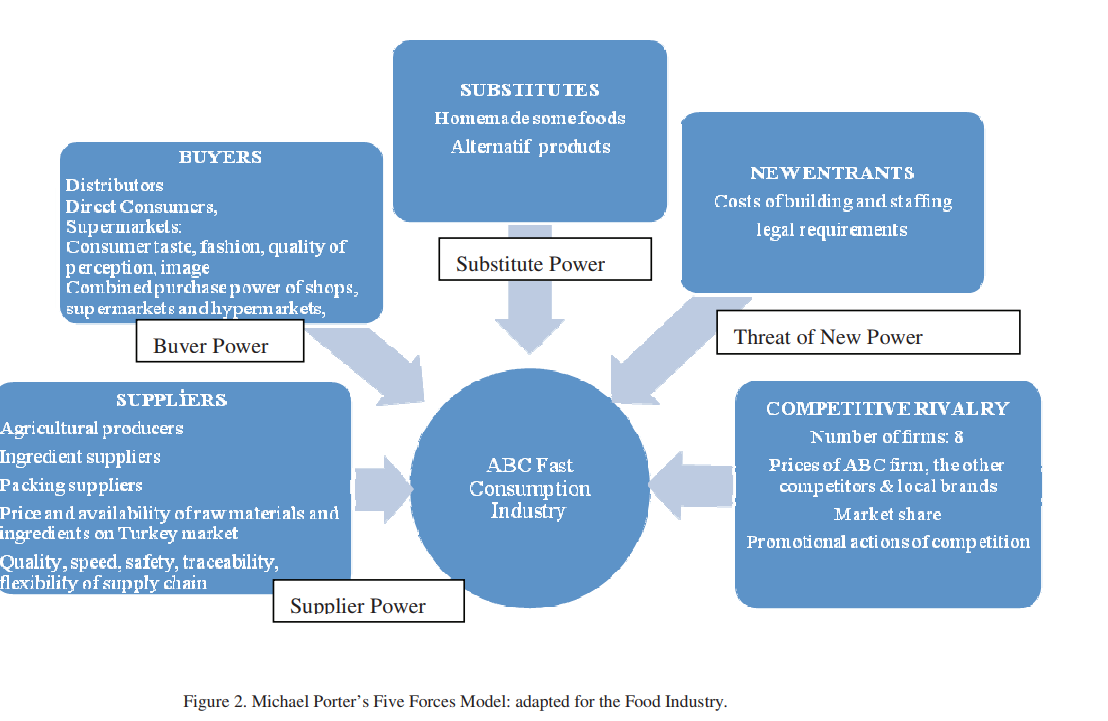 SUBSTITUTES
Homemade some foods
Alternatif products
NEW ENTRANTS
Costs of building and staffing
legal requirements
BUYERS
Distributors
Direct Consumers,
Supermarkets:
Consumer taste, fashion, quality of
perception, image
Combined purchase power of shops,
supermarkets and hypermarkets,
Substitute Power
Threat of New Power
Buyer Power
SUPPLİERS
Agricultural producers
Ingredient suppliers
Packing suppliers
Price and availability of raw materials and
ingredients on Turkey market
Quality, speed, safety, traceability,
flexibility of supply chain
Supplier Power
ABC Fast
Consumption
Industry
COMPETITIVE RIVALRY
Number of firms: 8
Prices of ABC firm, the other
competitors & local brands
Market share
Promotional actions of competition
Figure 2. Michael Porter’s Five Forces Model: adapted for the Food Industry.